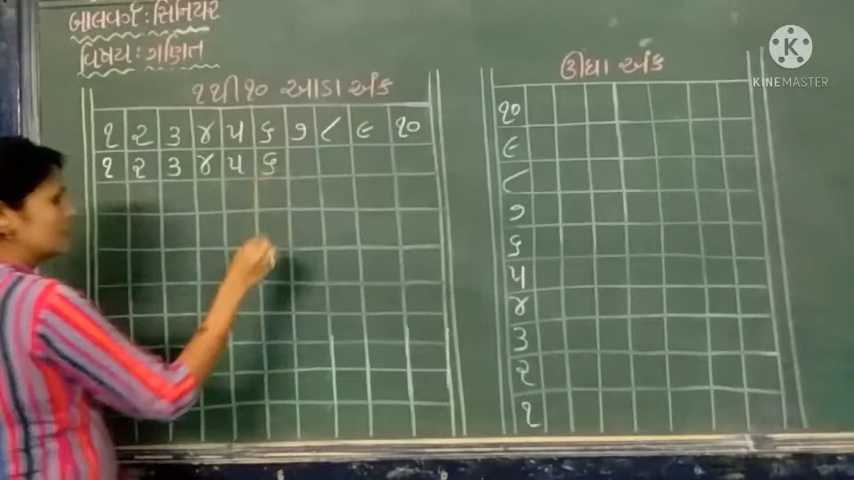 બાલવર્ગ : સિનિયર
વિષય : ગણિત
૧ થી ૧૦ આડા અંક
૧ ૨ ૩ ૪ ૫ ૬ ૭ ૮ ૯ ૧૦
૧ ૨ ૩ ૪ ૫ ૬
ઊંધા અંક
૧૦
૯
૮
૭
૬
૫
૪
૩
૨
૧
KINEMASTER